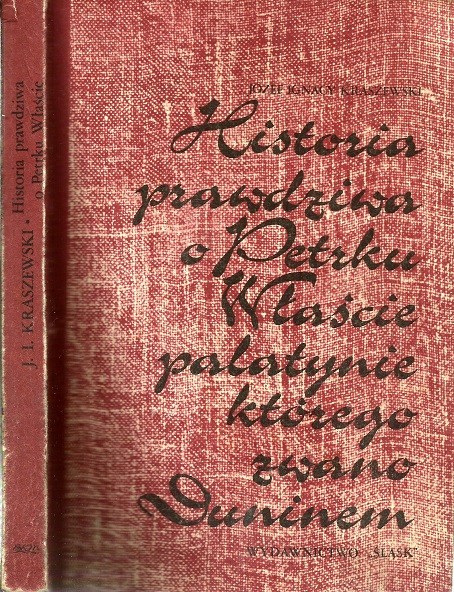 J. I. KRASZEWSKI • Historia prawdziwa
o Petrku Właście
JÓZEF IGNACY KRASZEWSKI
Historia
prawdziwa
o Petrku
Właście
palatynie
którego
zwano
Duninem
WYDAWNICTWO „ŚLĄSK"